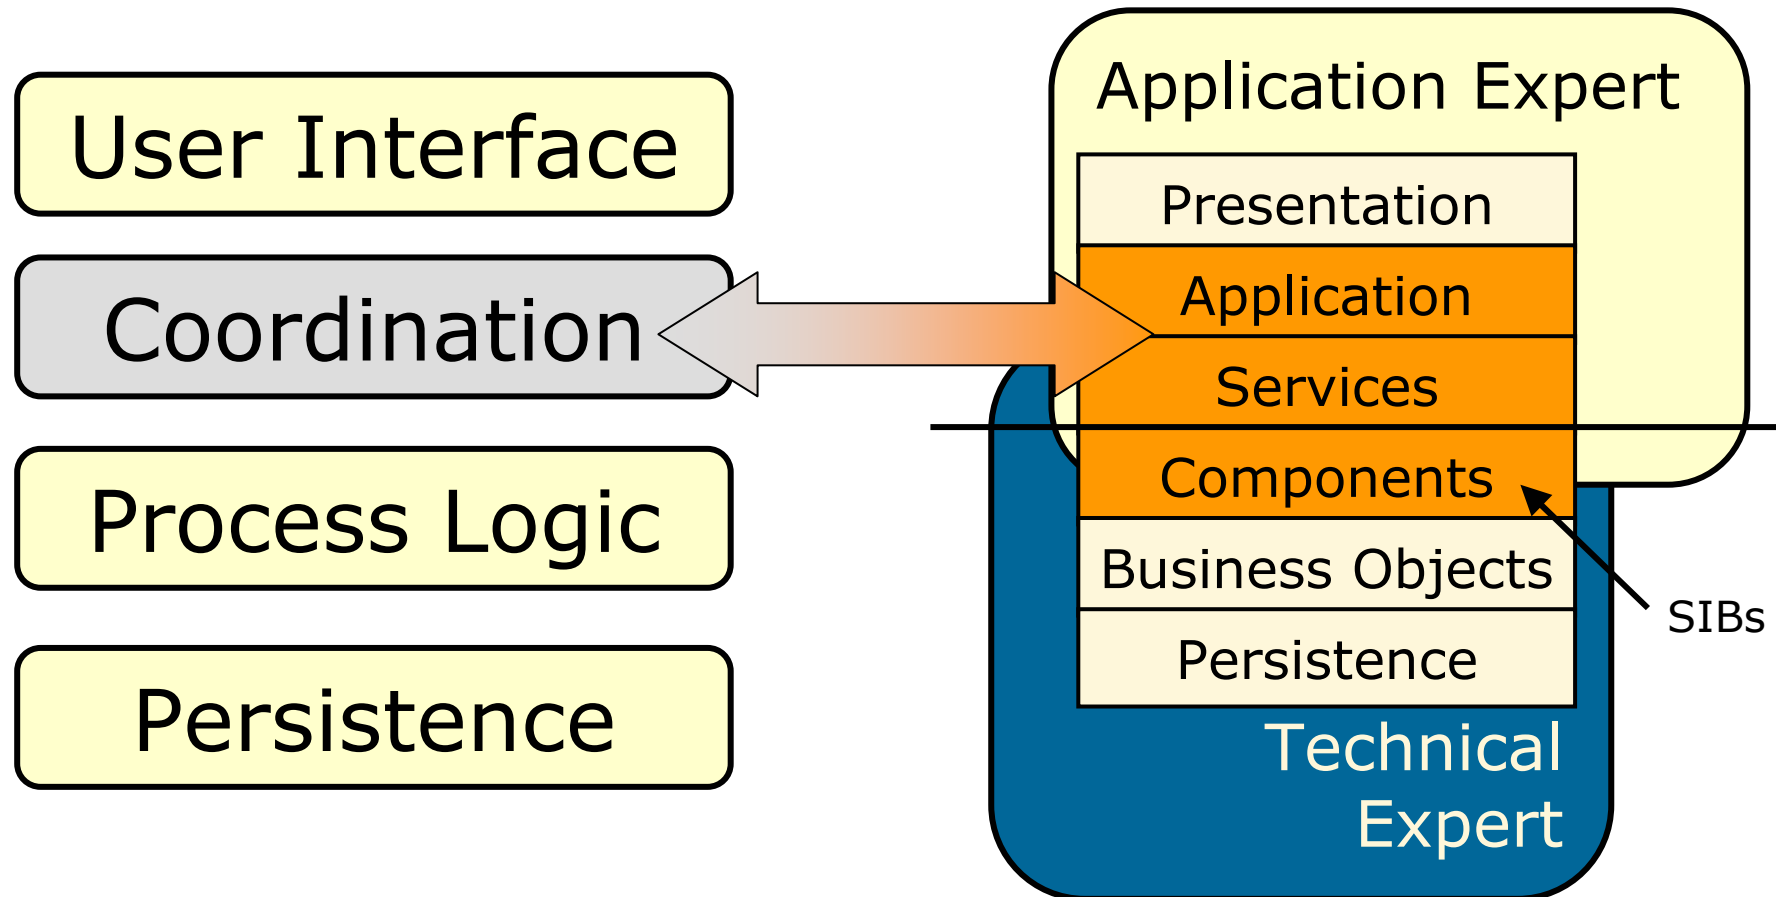 User Interface
Coordination
Process Logic
Persistence
Application Expert
Presentation
Application
Services
Components
Business Objects
Persistence
SIBs
Technical
Expert